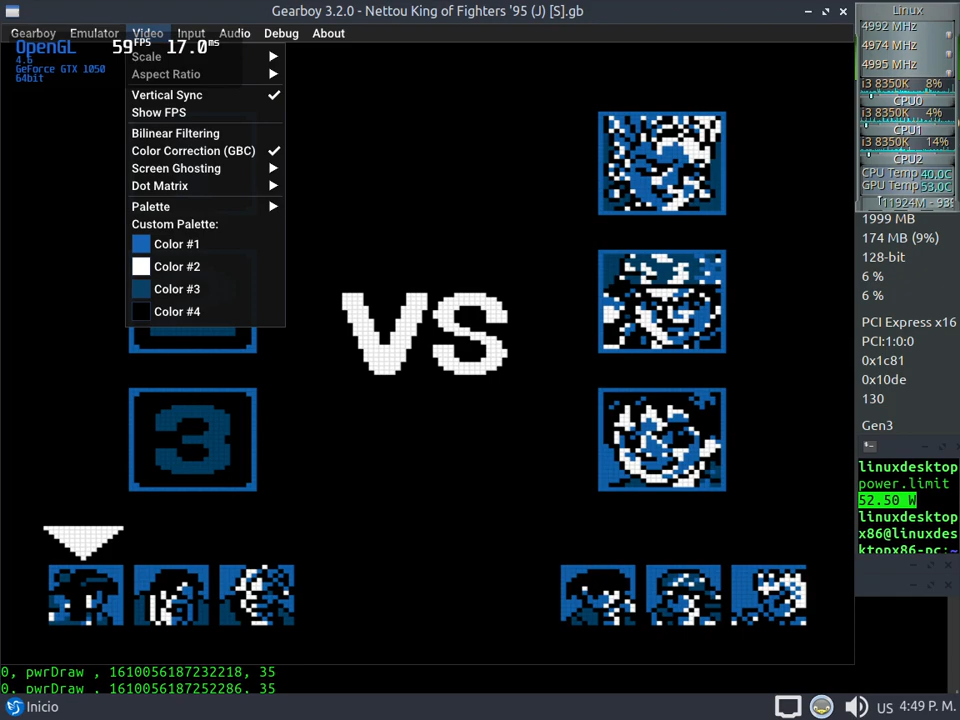 Gearboy 3.2.0 - Nettou King of Fighters '95 (J) [S].gb
Gearboy Emulator Video Input Audio Debug About
OpenGL
4.6
GeForce GTX 1050
64bit
59 FPS 17.0 ms
Scale
Aspect Ratio
Vertical Sync
Show FPS
Bilinear Filtering
Color Correction (GBC)
Screen Ghosting
Dot Matrix
Palette
Custom Palette:
Color #1
Color #2
Color #3
Color #4
VS
3
Linux
4992 MHz
4974 MHz
4995 MHz
i3 8350K 8%
CPU0
i3 8350K 4%
CPU1
i3 8350K 14%
CPU2
CPU Temp 40.0C
GPU Temp 53.0C
1999 MB
174 MB (9%)
128-bit
6 %
6 %
PCI Express x16
PCI:1:0:0
0x1c81
0x10de
130
Gen3
linuxdesktop
power.limit
52.50 W
linuxdesktop
x86@linuxdes
ktopx86-pc:~
0, pwrDraw , 1610056187232218, 35
0, pwrDraw , 1610056187252286, 35
Inicio
US 4:49 P. M.